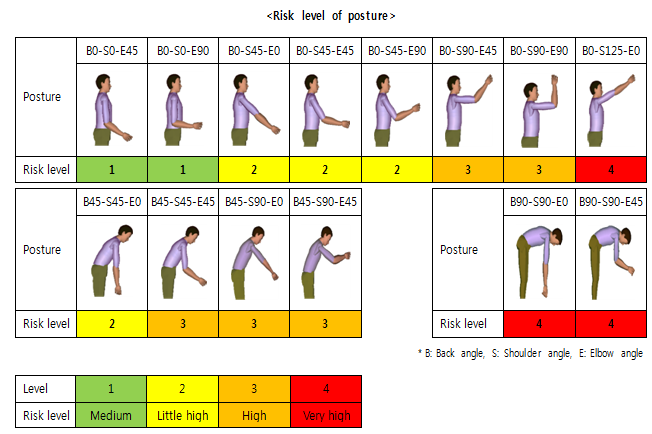 <Risk level of posture>
B0-S0-E45 B0-S0-E90 B0-S45-E0 B0-S45-E45 B0-S45-E90 B0-S90-E45 B0-S90-E90 B0-S125-E0
Posture
Risk level 1 1 2 2 2 3 3 4
B45-S45-E0 B45-S45-E45 B45-S90-E0 B45-S90-E45
Posture
Risk level 2 3 3 3
B90-S90-E0 B90-S90-E45
Posture
Risk level 4 4
* B: Back angle, S: Shoulder angle, E: Elbow angle
Level 1 2 3 4
Risk level Medium Little high High Very high